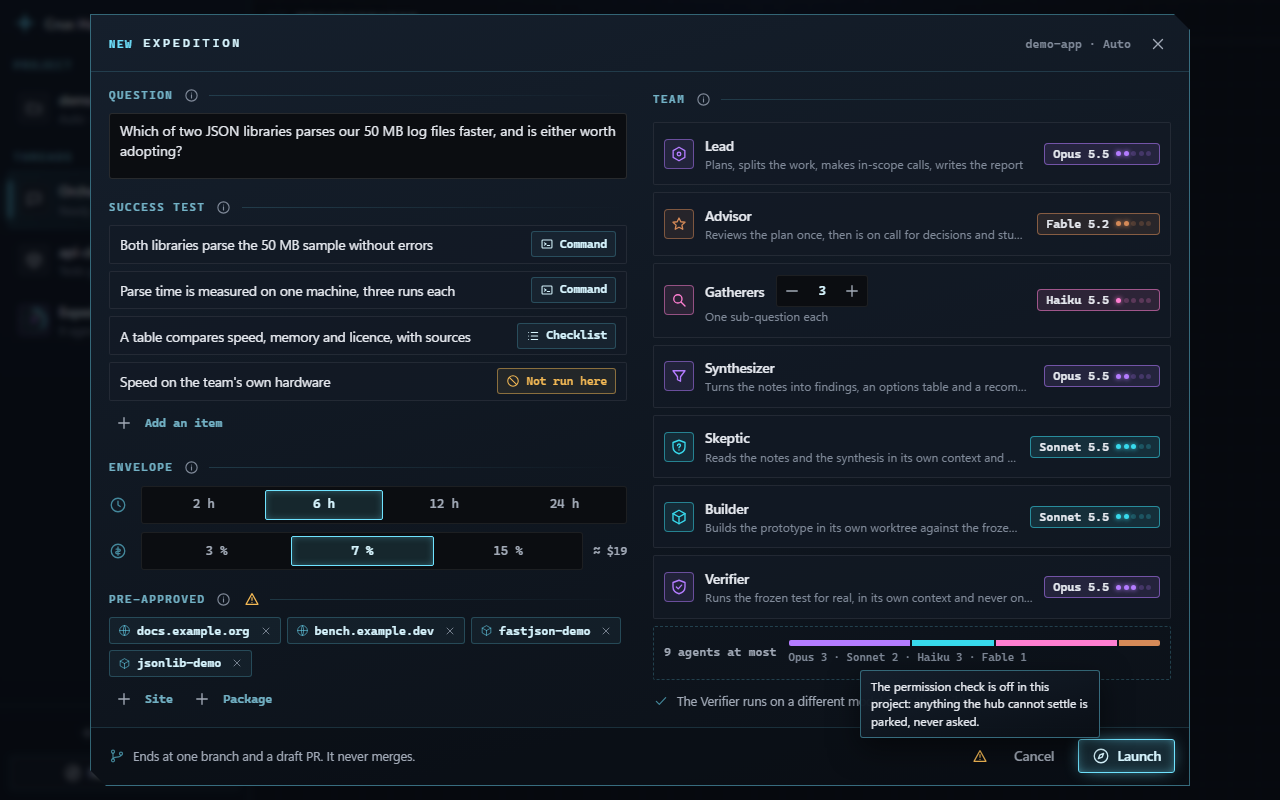 NEW EXPEDITION
demo-app · Auto
QUESTION
Which of two JSON libraries parses our 50 MB log files faster, and is either worth
adopting?
SUCCESS TEST
Both libraries parse the 50 MB sample without errors
Command
Parse time is measured on one machine, three runs each
Command
A table compares speed, memory and licence, with sources
Checklist
Speed on the team's own hardware
Not run here
Add an item
ENVELOPE
2 h 6 h 12 h 24 h
3 % 7 % 15 % ≈ $19
PRE-APPROVED
docs.example.org
bench.example.dev
fastjson-demo
jsonlib-demo
Site
Package
TEAM
Lead
Plans, splits the work, makes in-scope calls, writes the report
Opus 5.5
Advisor
Reviews the plan once, then is on call for decisions and stu...
Fable 5.2
Gatherers
3
One sub-question each
Haiku 5.5
Synthesizer
Turns the notes into findings, an options table and a recom...
Opus 5.5
Skeptic
Reads the notes and the synthesis in its own context and ...
Sonnet 5.5
Builder
Builds the prototype in its own worktree against the froze...
Sonnet 5.5
Verifier
Runs the frozen test for real, in its own context and never on...
Opus 5.5
9 agents at most
Opus 3 · Sonnet 2 · Haiku 3 · Fable 1
The Verifier runs on a different
The permission check is off in this
project: anything the hub cannot settle is
parked, never asked.
Ends at one branch and a draft PR. It never merges.
Cancel
Launch